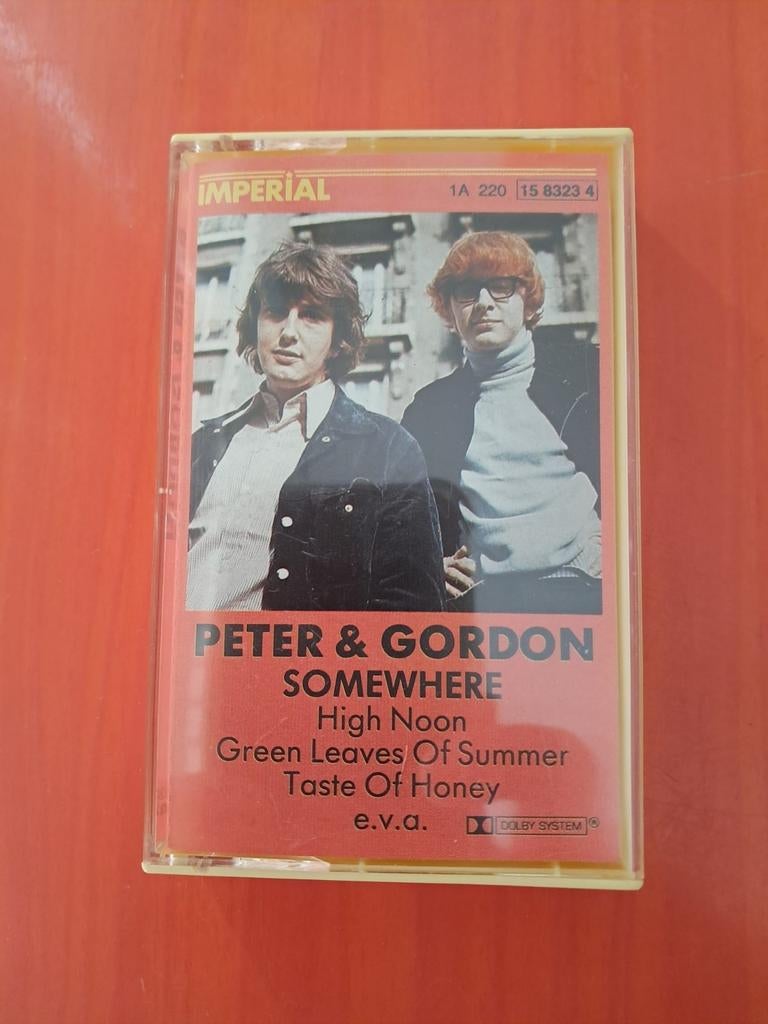 IMPERIAL 1A 220 15 8323 4
PETER & GORDON
SOMEWHERE
High Noon
Green Leaves Of Summer
Taste Of Honey
e.v.a. DOLBY SYSTEM ®